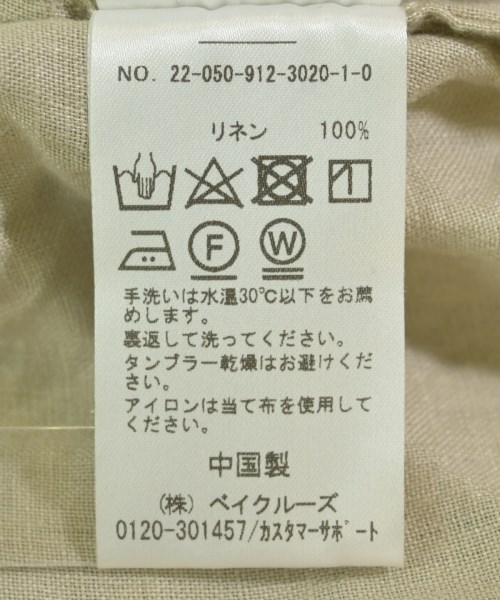 NO. 22-050-912-3020-1-0
リネン 100%
F W
手洗いは水温30℃以下をお薦
めします。
裏返して洗ってください。
タンブラー乾燥はお避けくだ
さい。
アイロンは当て布を使用して
ください。
中国製
(株) ベイクルーズ
0120-301457/カスタマーサポート